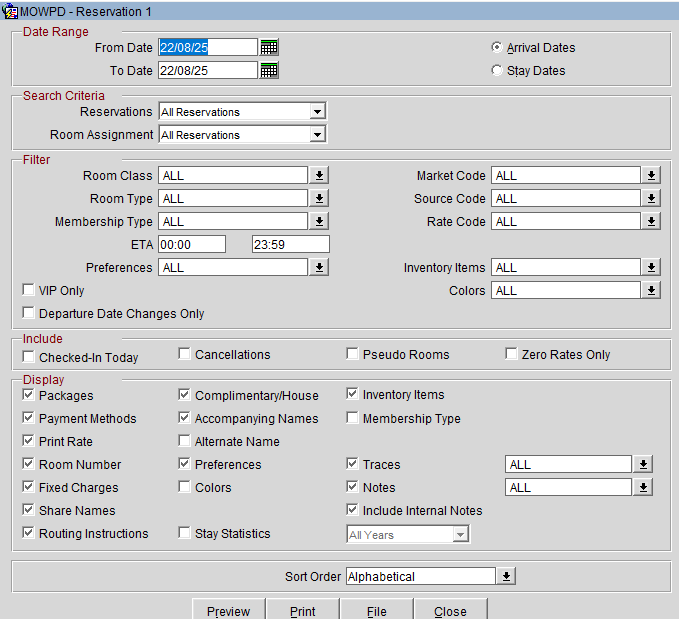 MOWPD - Reservation 1
Date Range
From Date 22/08/25 Arrival Dates
To Date 22/08/25 Stay Dates
Search Criteria
Reservations All Reservations
Room Assignment All Reservations
Filter
Room Class ALL Market Code ALL
Room Type ALL Source Code ALL
Membership Type ALL Rate Code ALL
ETA 00:00 23:59
Preferences ALL Inventory Items ALL
VIP Only Colors ALL
Departure Date Changes Only
Include
Checked-In Today Cancellations Pseudo Rooms Zero Rates Only
Display
Packages Complimentary/House Inventory Items
Payment Methods Accompanying Names Membership Type
Print Rate Alternate Name
Room Number Preferences Traces ALL
Fixed Charges Colors Notes ALL
Share Names Include Internal Notes
Routing Instructions Stay Statistics All Years
Sort Order Alphabetical
Preview Print File Close